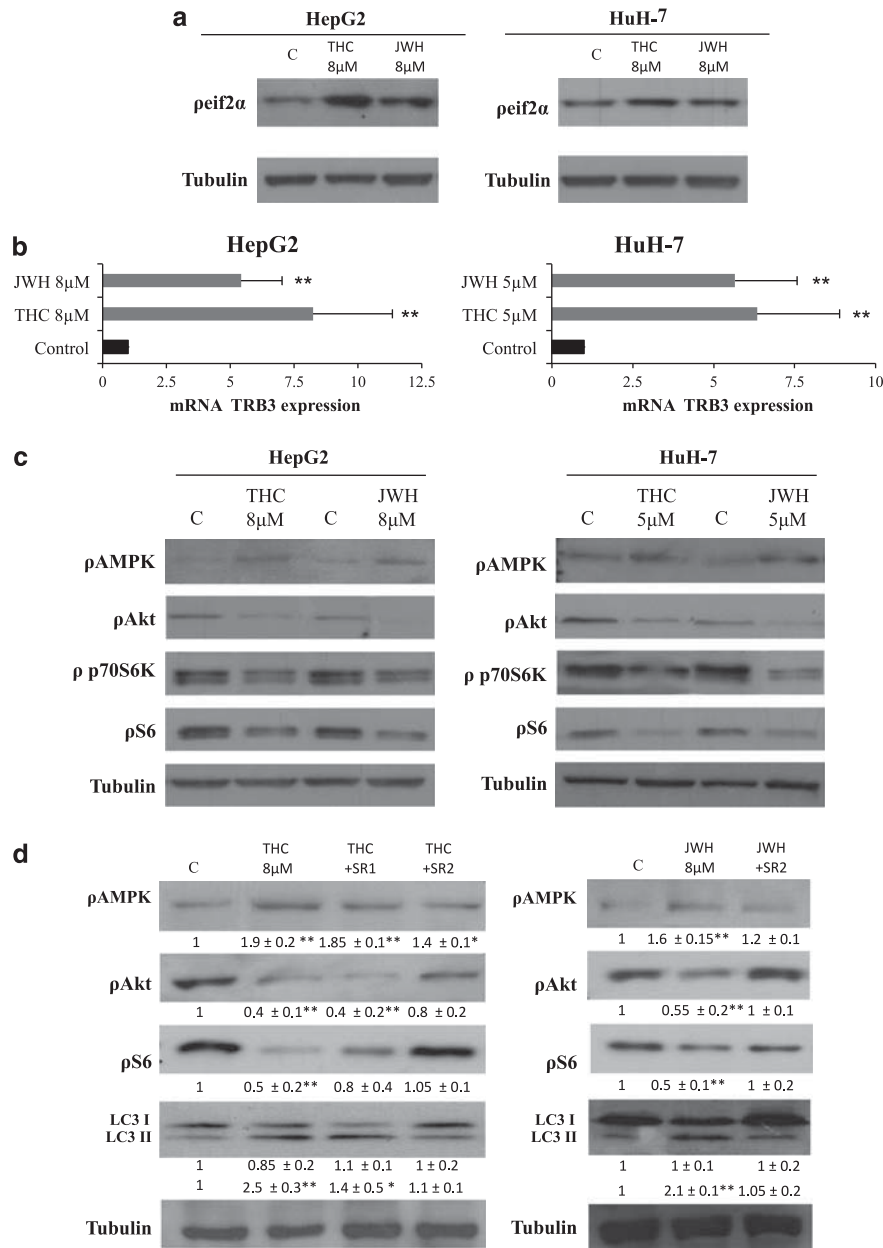 a
HepG2
HuH-7
C THC 8µM JWH 8µM
C THC 8µM JWH 8µM
ρeif2α
ρeif2α
Tubulin
Tubulin
b
HepG2
HuH-7
JWH 8µM **
THC 8µM **
Control
0 2.5 5 7.5 10 12.5
mRNA TRB3 expression
JWH 5µM **
THC 5µM **
Control
0 2.5 5 7.5 10
mRNA TRB3 expression
c
HepG2
HuH-7
C THC 8µM C JWH 8µM
C THC 5µM C JWH 5µM
ρAMPK
ρAkt
ρ p70S6K
ρS6
Tubulin
ρAMPK
ρAkt
ρ p70S6K
ρS6
Tubulin
d
C THC 8µM THC +SR1 THC +SR2
ρAMPK
1 1.9 ± 0.2 ** 1.85 ± 0.1 ** 1.4 ± 0.1 *
ρAkt
1 0.4 ± 0.1** 0.4 ± 0.2** 0.8 ± 0.2
ρS6
1 0.5 ± 0.2** 0.8 ± 0.4 1.05 ± 0.1
LC3 I
LC3 II
1 0.85 ± 0.2 1.1 ± 0.1 1 ± 0.2
1 2.5 ± 0.3** 1.4 ± 0.5 * 1.1 ± 0.1
Tubulin
C JWH 8µM JWH +SR2
ρAMPK
1 1.6 ± 0.15** 1.2 ± 0.1
ρAkt
1 0.55 ± 0.2** 1 ± 0.1
ρS6
1 0.5 ± 0.1** 1 ± 0.2
LC3 I
LC3 II
1 1 ± 0.1 1 ± 0.2
1 2.1 ± 0.1** 1.05 ± 0.2
Tubulin